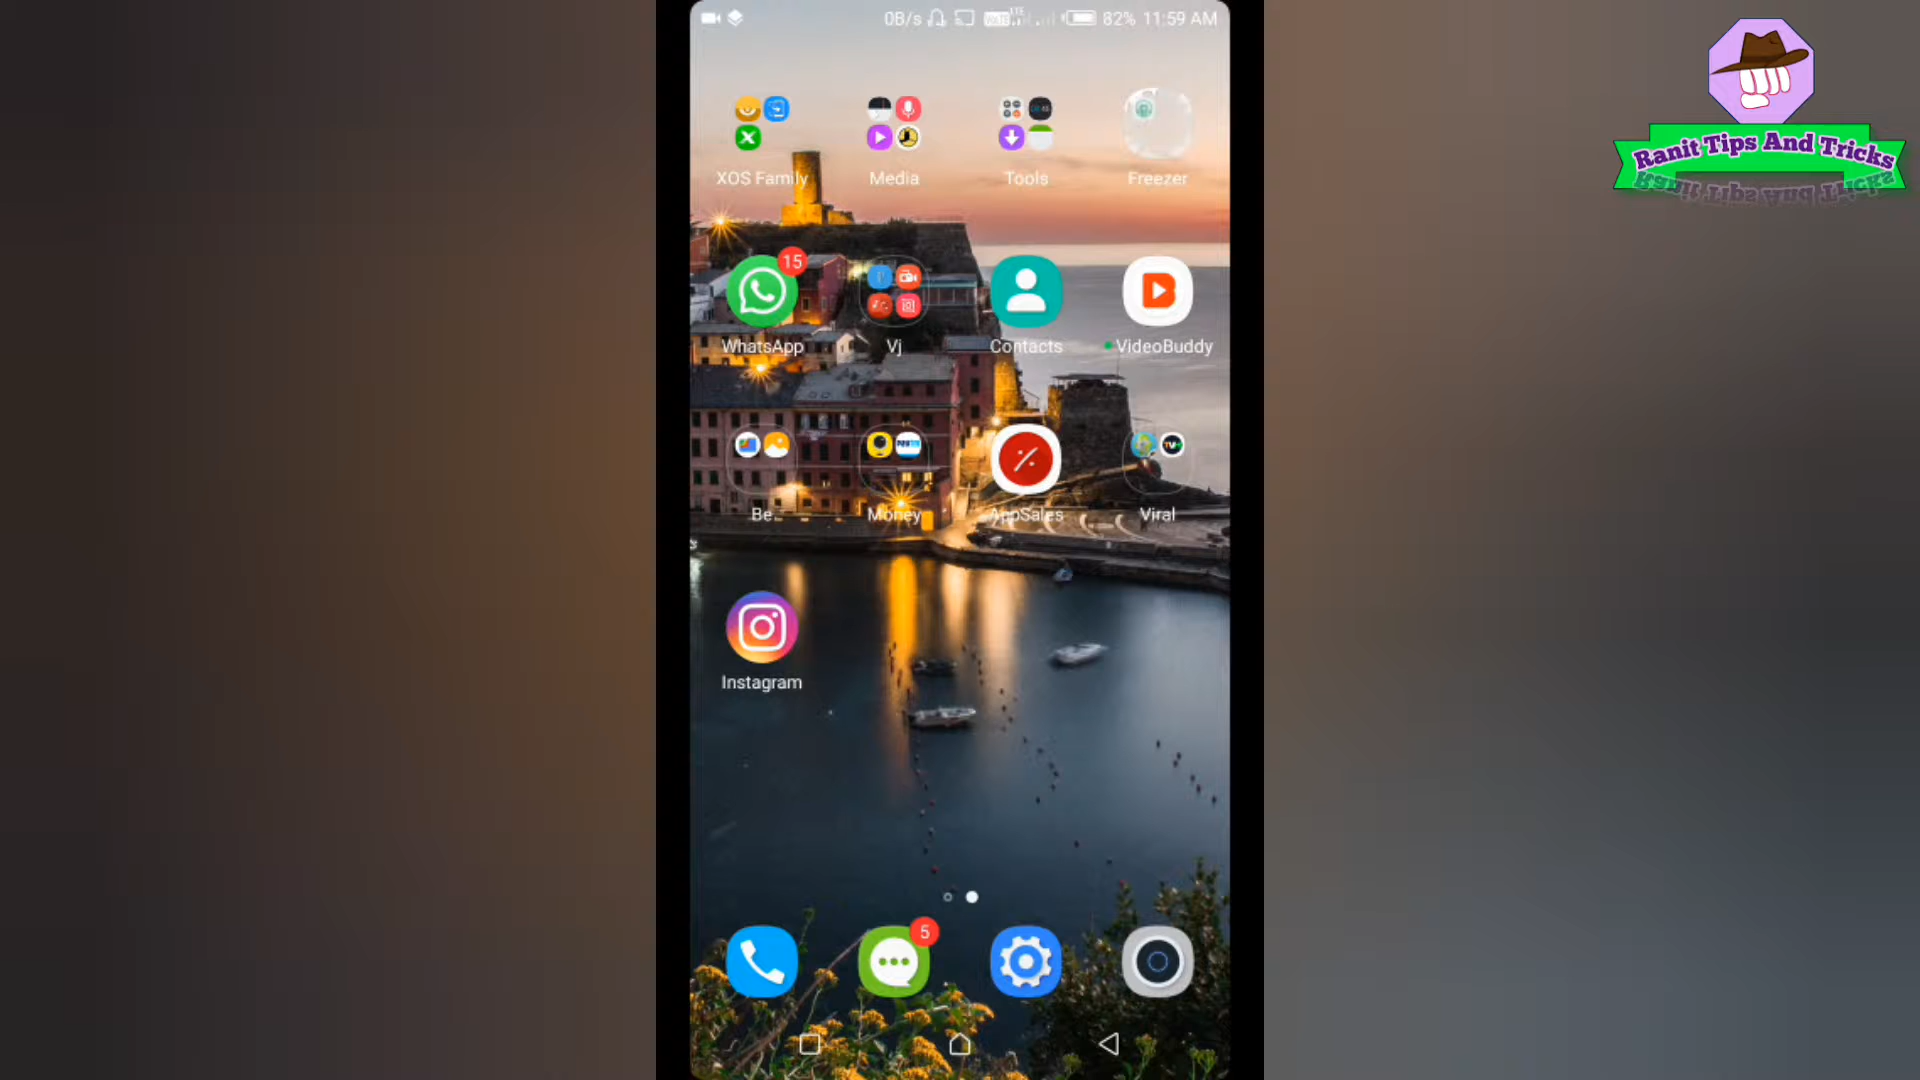 0B/s 82% 11:59 AM
Ranit Tips And Tricks
XOS Family Media Tools Freezer
15
WhatsApp Vj Contacts VideoBuddy
Be Money AppSales Viral
Instagram
5